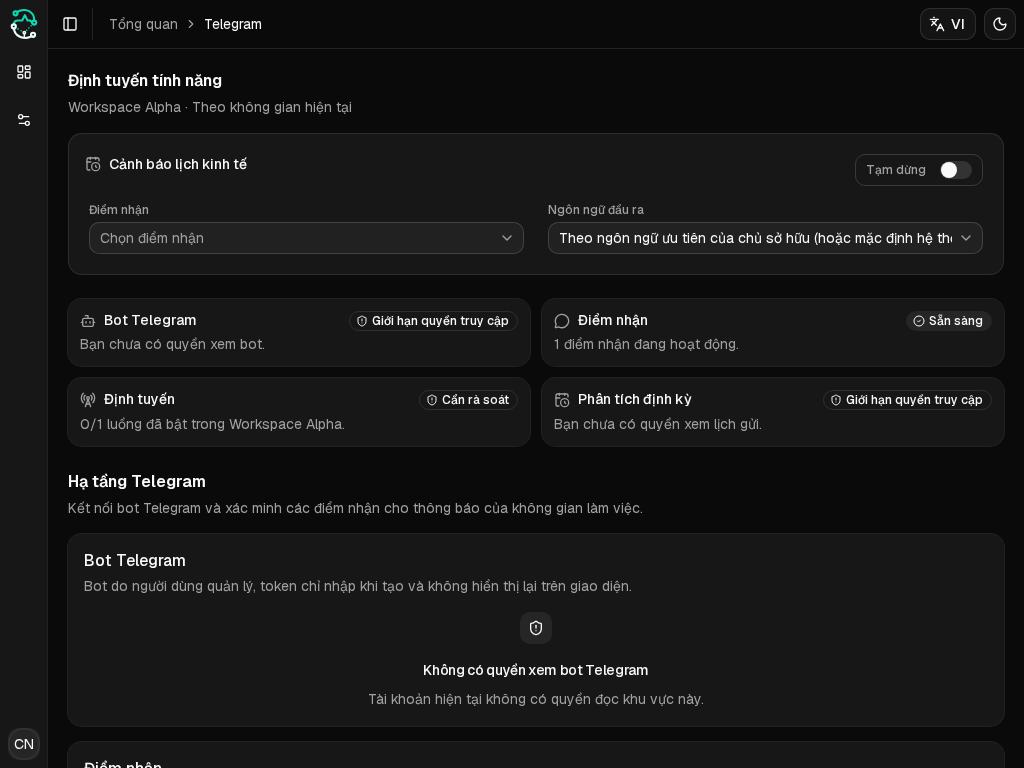 Tổng quan
Telegram
VI
Định tuyến tính năng
Workspace Alpha · Theo không gian hiện tại
Cảnh báo lịch kinh tế
Tạm dừng
Điểm nhận
Ngôn ngữ đầu ra
Chọn điểm nhận
Theo ngôn ngữ ưu tiên của chủ sở hữu (hoặc mặc định hệ
Bot Telegram
Giới hạn quyền truy cập
Bạn chưa có quyền xem bot.
Điểm nhận
Sẵn sàng
1 điểm nhận đang hoạt động.
Định tuyến
Cần rà soát
0/1 luồng đã bật trong Workspace Alpha.
Phân tích định kỳ
Giới hạn quyền truy cập
Bạn chưa có quyền xem lịch gửi.
Hạ tầng Telegram
Kết nối bot Telegram và xác minh các điểm nhận cho thông báo của không gian làm việc.
Bot Telegram
Bot do người dùng quản lý, token chỉ nhập khi tạo và không hiển thị lại trên giao diện.
Không có quyền xem bot Telegram
Tài khoản hiện tại không có quyền đọc khu vực này.
CN
Điểm nhận